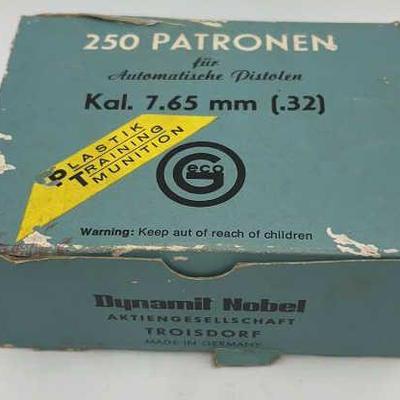 250 PATRONEN
für
Automatische Pistolen
Kal. 7.65 mm (.32)
PLASTIK
TRAINING
MUNITION
Geco
Warning: Keep aut of reach of children
Dynamit Nobel
AKTIENGESELLSCHAFT
TROISDORF
MADE IN GERMANY